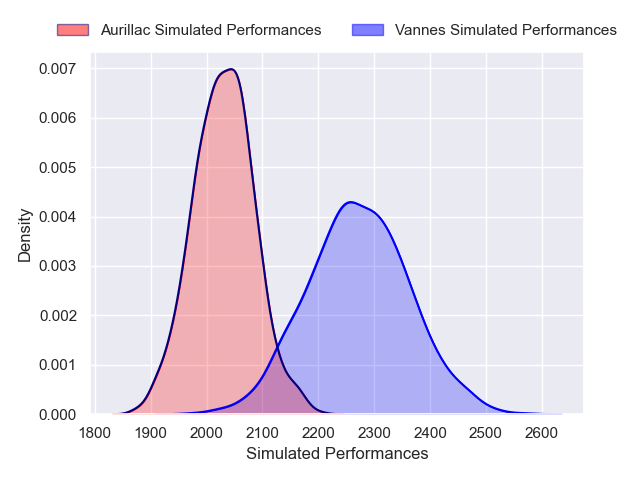 Aurillac Simulated Performances Vannes Simulated Performances
0.007
0.006
0.005
0.004
0.003
0.002
0.001
0.000
Density
1800 1900 2000 2100 2200 2300 2400 2500 2600
Simulated Performances